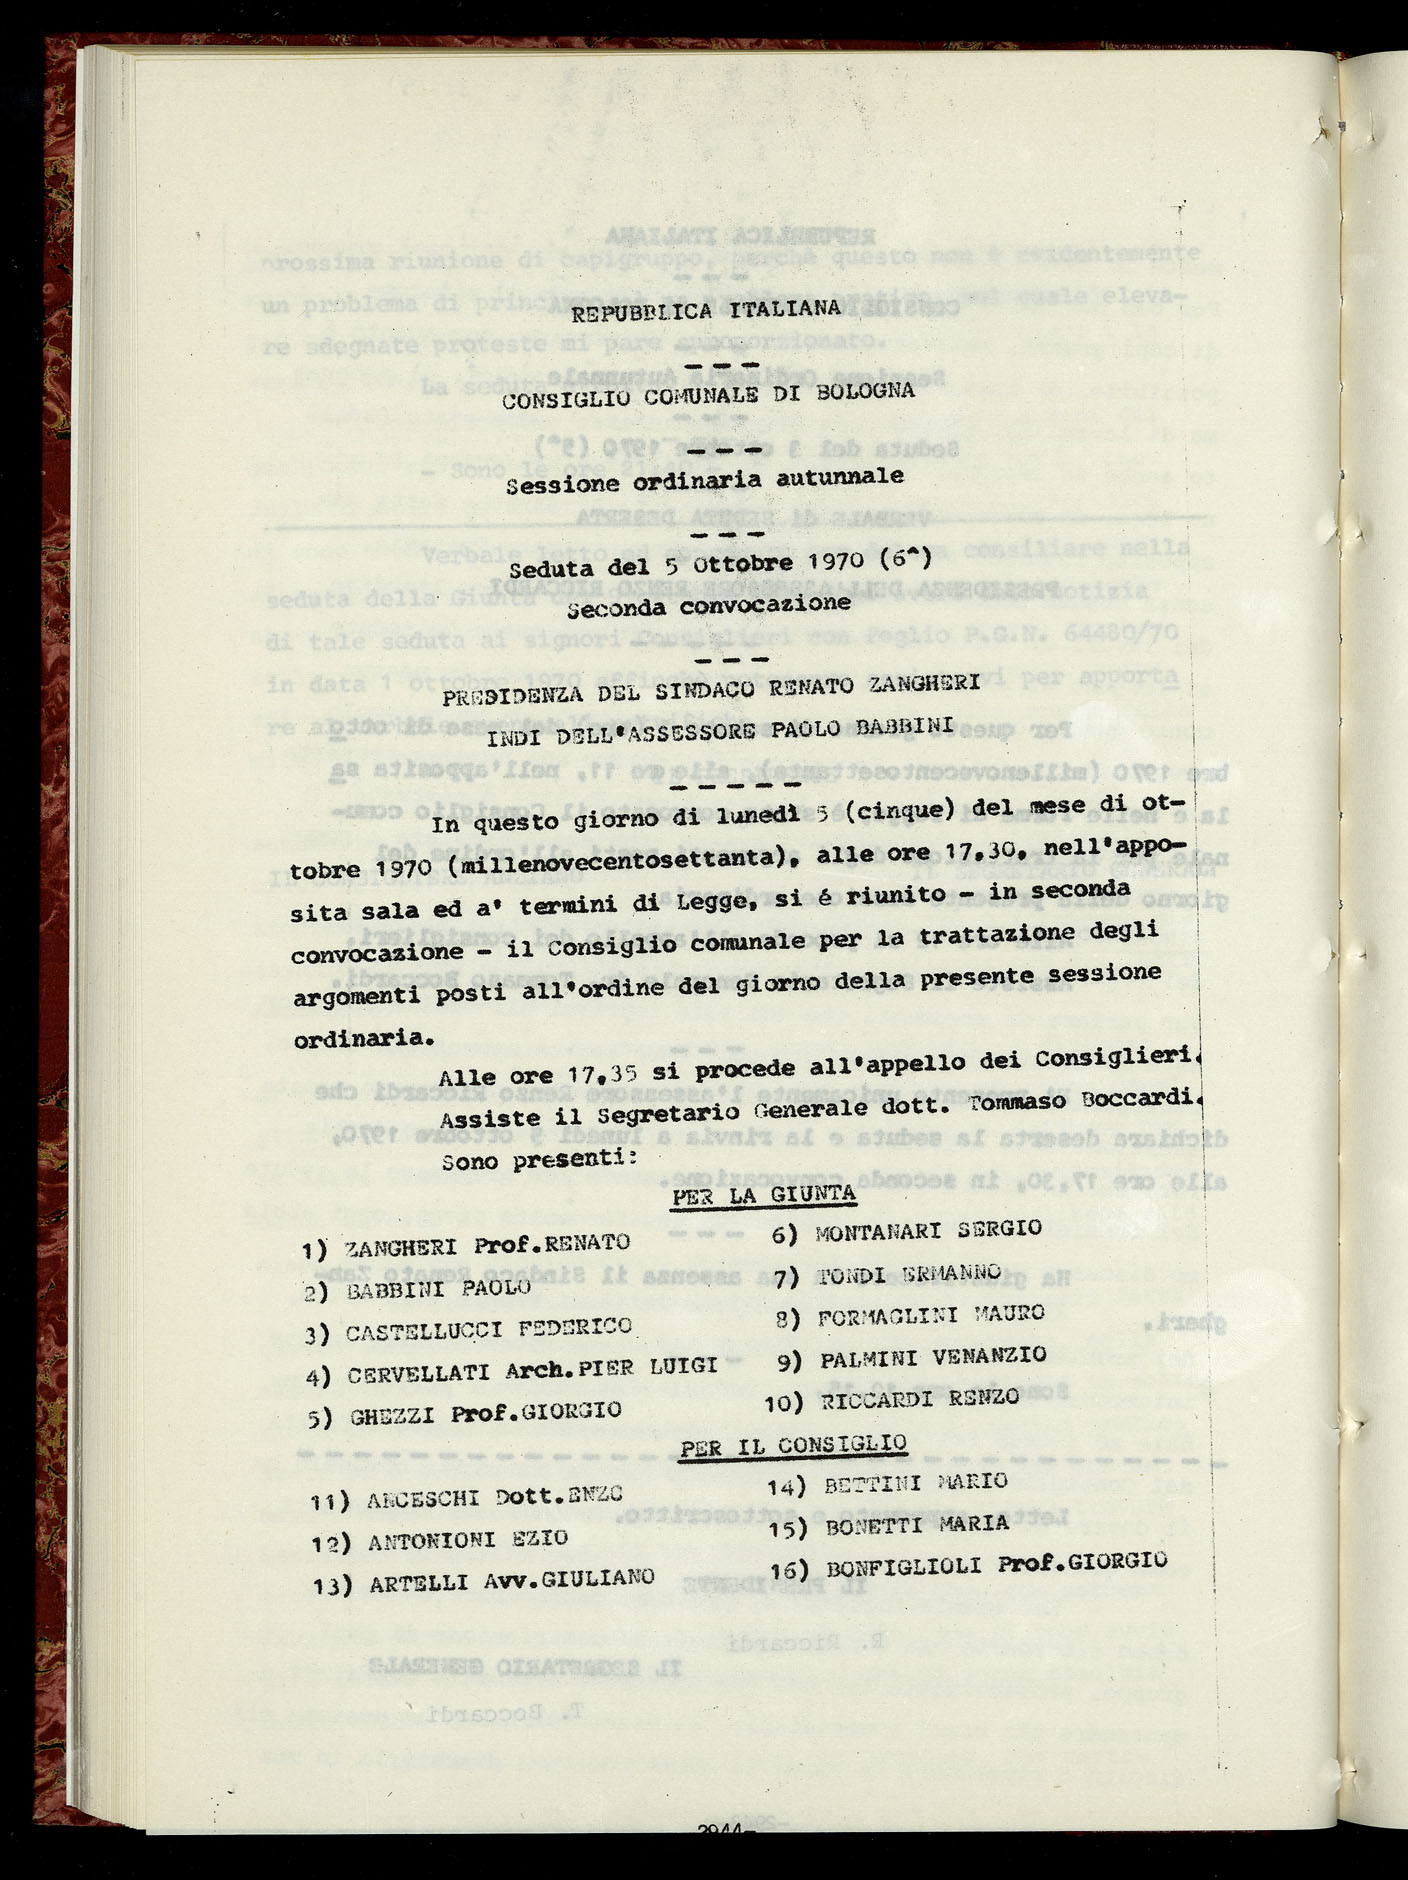 REPUBBLICA ITALIANA
- - -
CONSIGLIO COMUNALE DI BOLOGNA
- - -
Sessione ordinaria autunnale
- - -
Seduta del 5 Ottobre 1970 (6^)
Seconda convocazione
- - -
PRESIDENZA DEL SINDACO RENATO ZANGHERI
INDI DELL'ASSESSORE PAOLO BABBINI
- - - - -
In questo giorno di lunedì 5 (cinque) del mese di ot-
tobre 1970 (millenovecentosettanta), alle ore 17,30, nell'appo-
sita sala ed a' termini di Legge, si é riunito - in seconda
convocazione - il Consiglio comunale per la trattazione degli
argomenti posti all'ordine del giorno della presente sessione
ordinaria.
Alle ore 17,35 si procede all'appello dei Consiglieri.
Assiste il Segretario Generale dott. Tommaso Boccardi.
Sono presenti:
PER LA GIUNTA
1) ZANGHERI Prof.RENATO
2) BABBINI PAOLO
3) CASTELLUCCI FEDERICO
4) CERVELLATI Arch.PIER LUIGI
5) GHEZZI Prof.GIORGIO
6) MONTANARI SERGIO
7) TONDI ERMANNO
8) FORMAGLINI MAURO
9) PALMINI VENANZIO
10) RICCARDI RENZO
PER IL CONSIGLIO
11) ANCESCHI Dott.ENZO
12) ANTONIONI EZIO
13) ARTELLI Avv.GIULIANO
14) BETTINI MARIO
15) BONETTI MARIA
16) BONFIGLIOLI Prof.GIORGIO
2944-